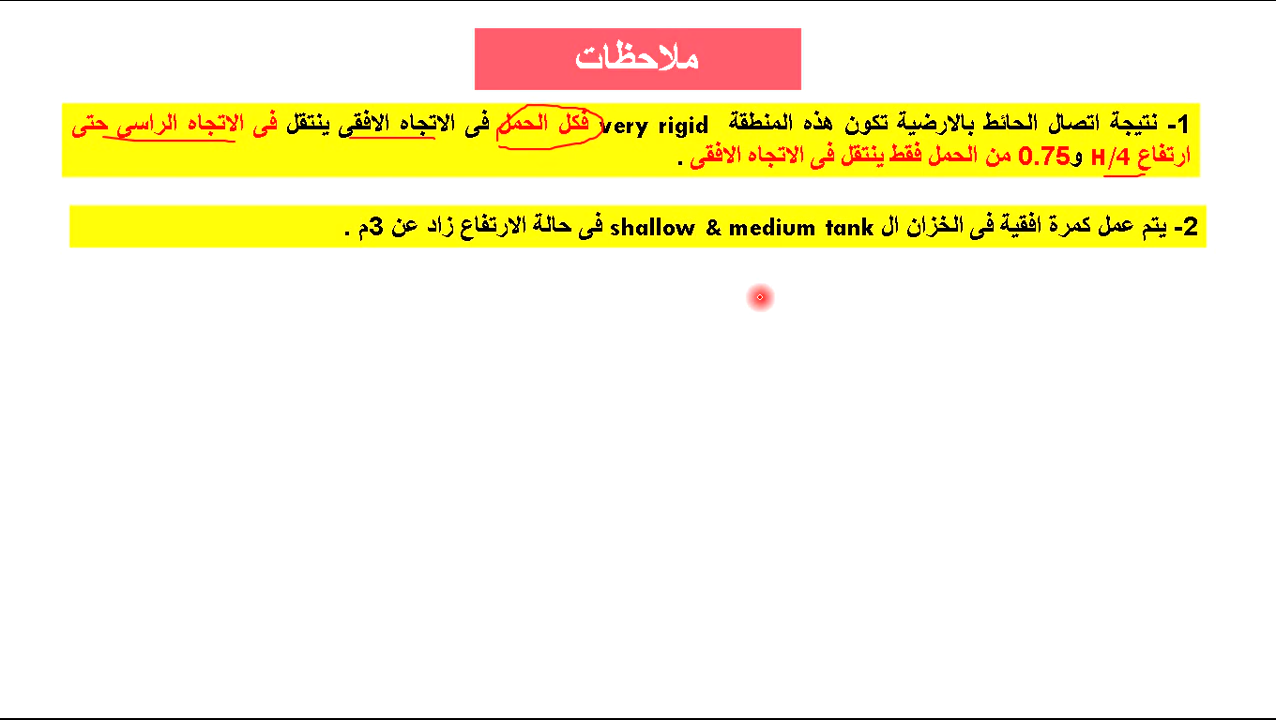 ملاحظات
1- نتيجة اتصال الحائط بالارضية تكون هذه المنطقة very rigid فكل الحمل فى الاتجاه الافقى ينتقل فى الاتجاه الراسي حتى
ارتفاع H/4 و0.75 من الحمل فقط ينتقل فى الاتجاه الافقى .
2- يتم عمل كمرة افقية فى الخزان ال shallow & medium tank فى حالة الارتفاع زاد عن 3م .